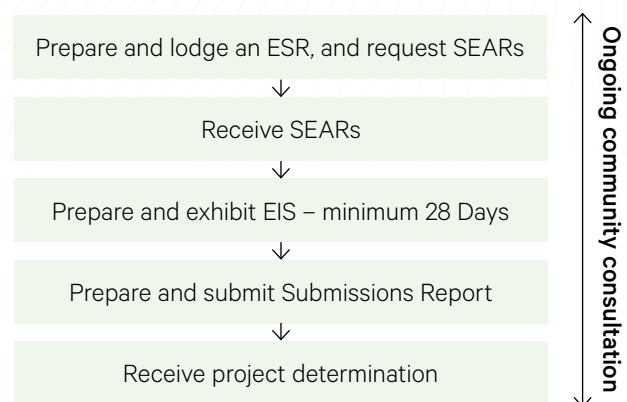 Prepare and lodge an ESR, and request SEARs
Receive SEARs
Prepare and exhibit EIS – minimum 28 Days
Prepare and submit Submissions Report
Receive project determination
Ongoing community consultation